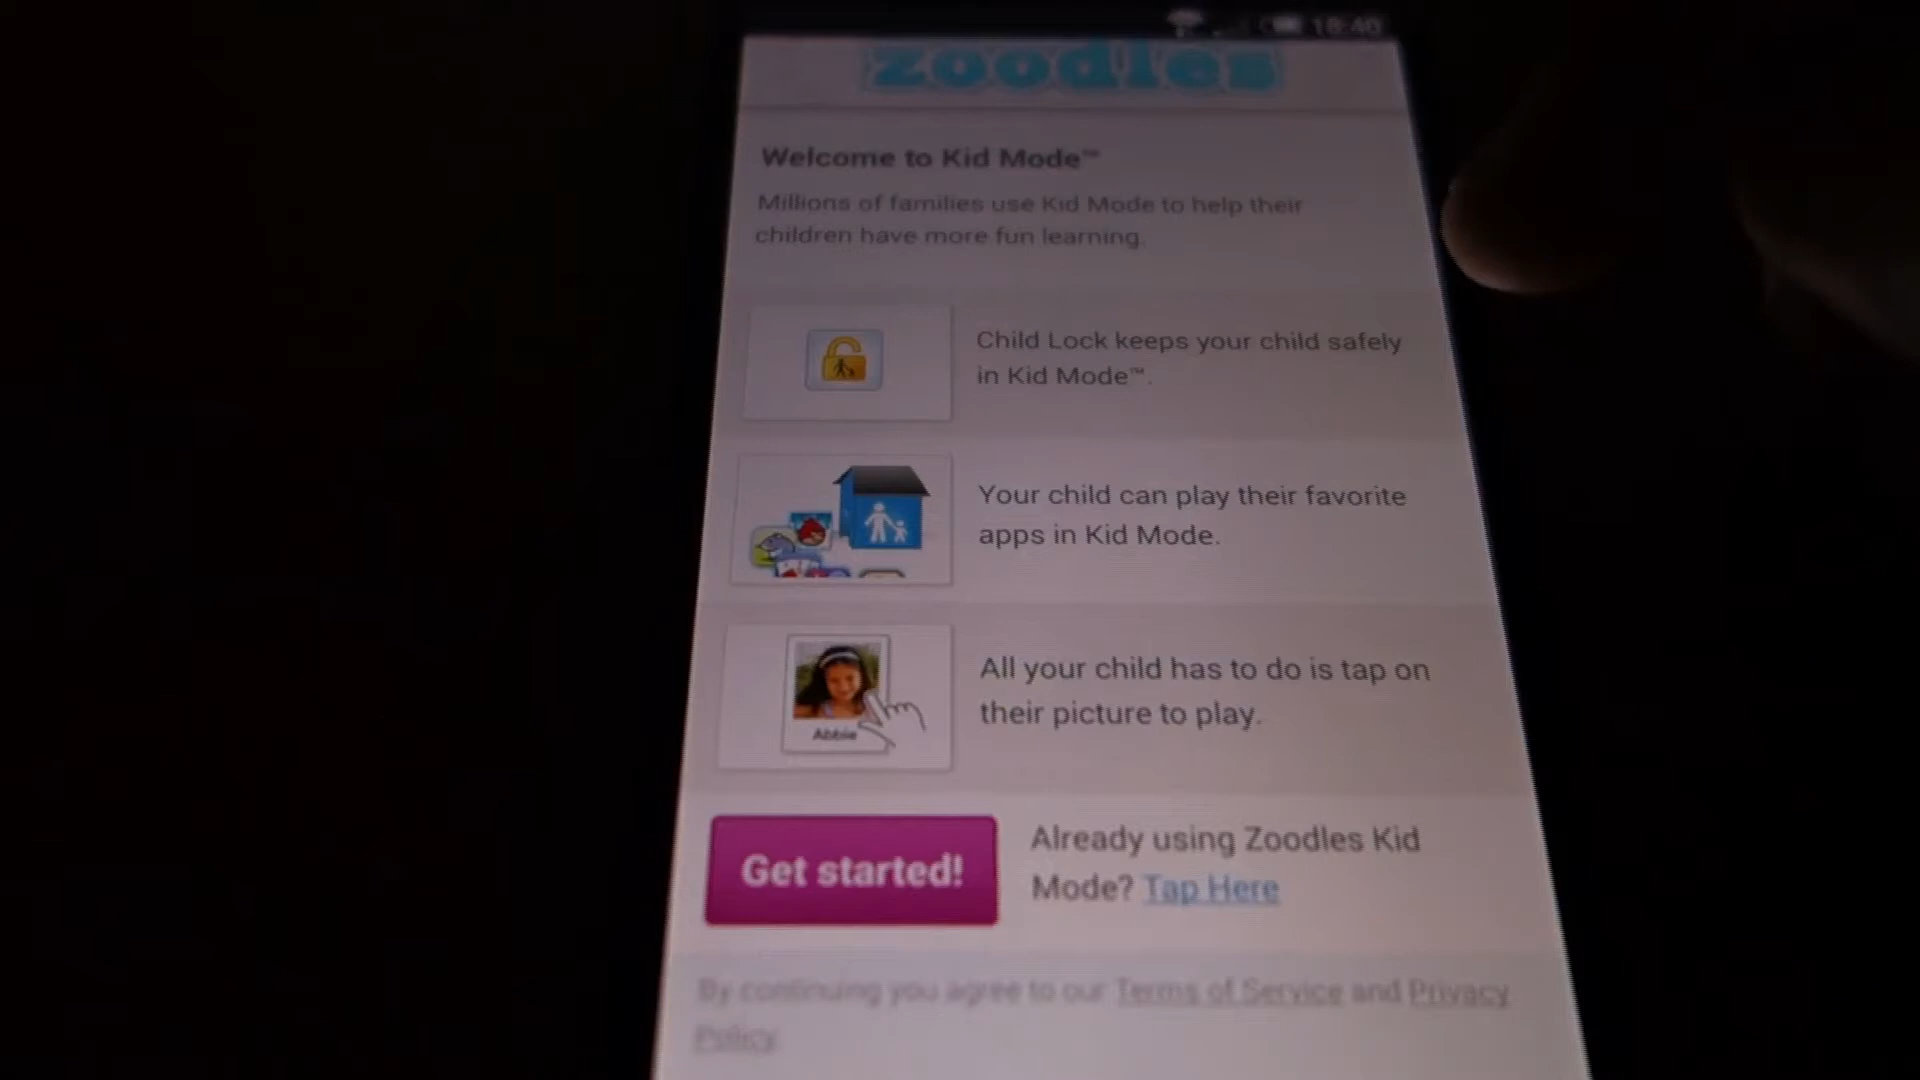 18:40
zoodles
Welcome to Kid Mode™
Millions of families use Kid Mode to help their
children have more fun learning.
Child Lock keeps your child safely
in Kid Mode™.
Your child can play their favorite
apps in Kid Mode.
All your child has to do is tap on
their picture to play.
Abbie
Get started!
Already using Zoodles Kid
Mode? Tap Here
By continuing you agree to our Terms of Service and Privacy
Policy